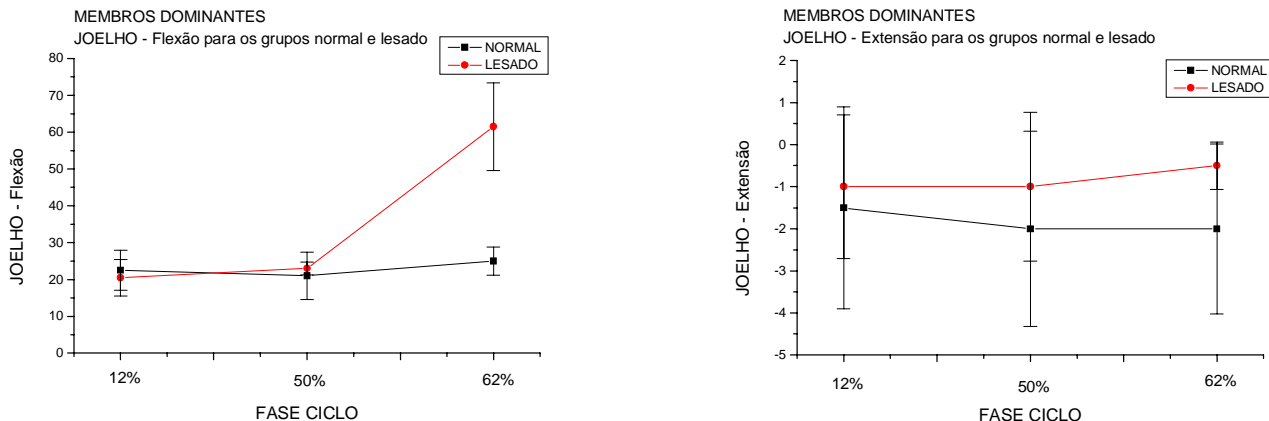 MEMBROS DOMINANTES
JOELHO - Flexão para os grupos normal e lesado
NORMAL
LESADO
80
70
60
50
40
30
20
10
0
JOELHO - Flexão
12%
50%
62%
FASE CICLO
MEMBROS DOMINANTES
JOELHO - Extensão para os grupos normal e lesado
NORMAL
LESADO
2
1
0
-1
-2
-3
-4
-5
JOELHO - Extensão
12%
50%
62%
FASE CICLO